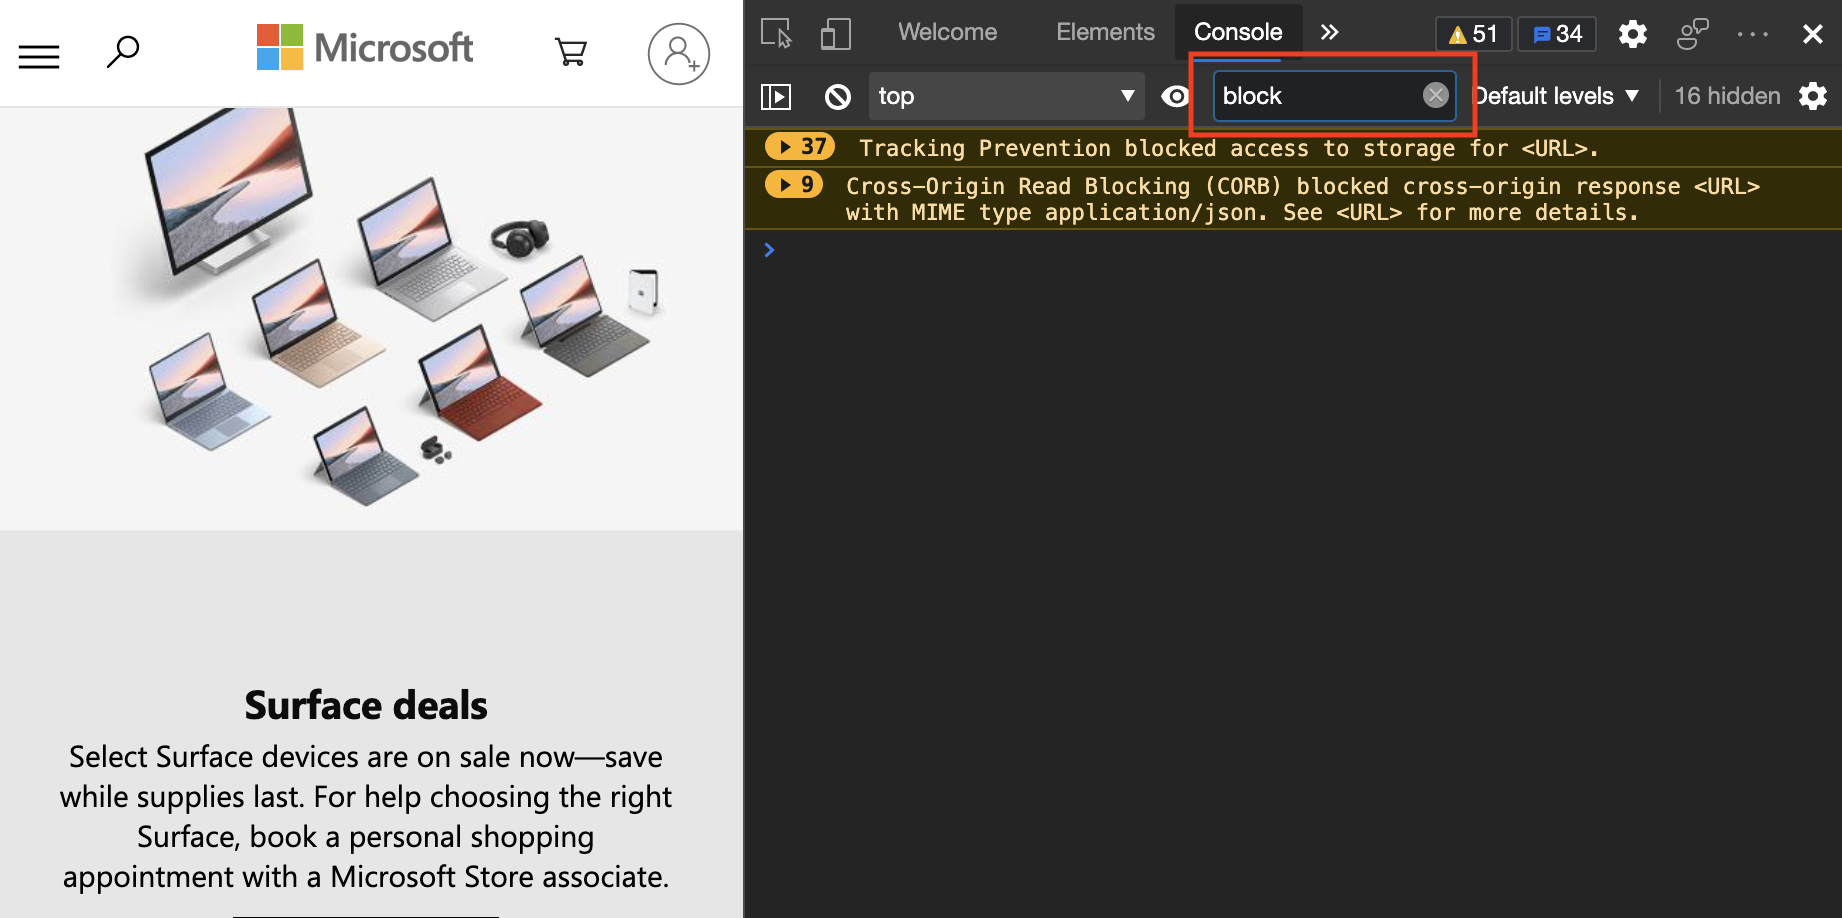 Microsoft
Surface deals
Select Surface devices are on sale now—save
while supplies last. For help choosing the right
Surface, book a personal shopping
appointment with a Microsoft Store associate.
Welcome Elements Console 51 34
top block Default levels 16 hidden
37 Tracking Prevention blocked access to storage for <URL>.
9 Cross-Origin Read Blocking (CORB) blocked cross-origin response <URL>
with MIME type application/json. See <URL> for more details.